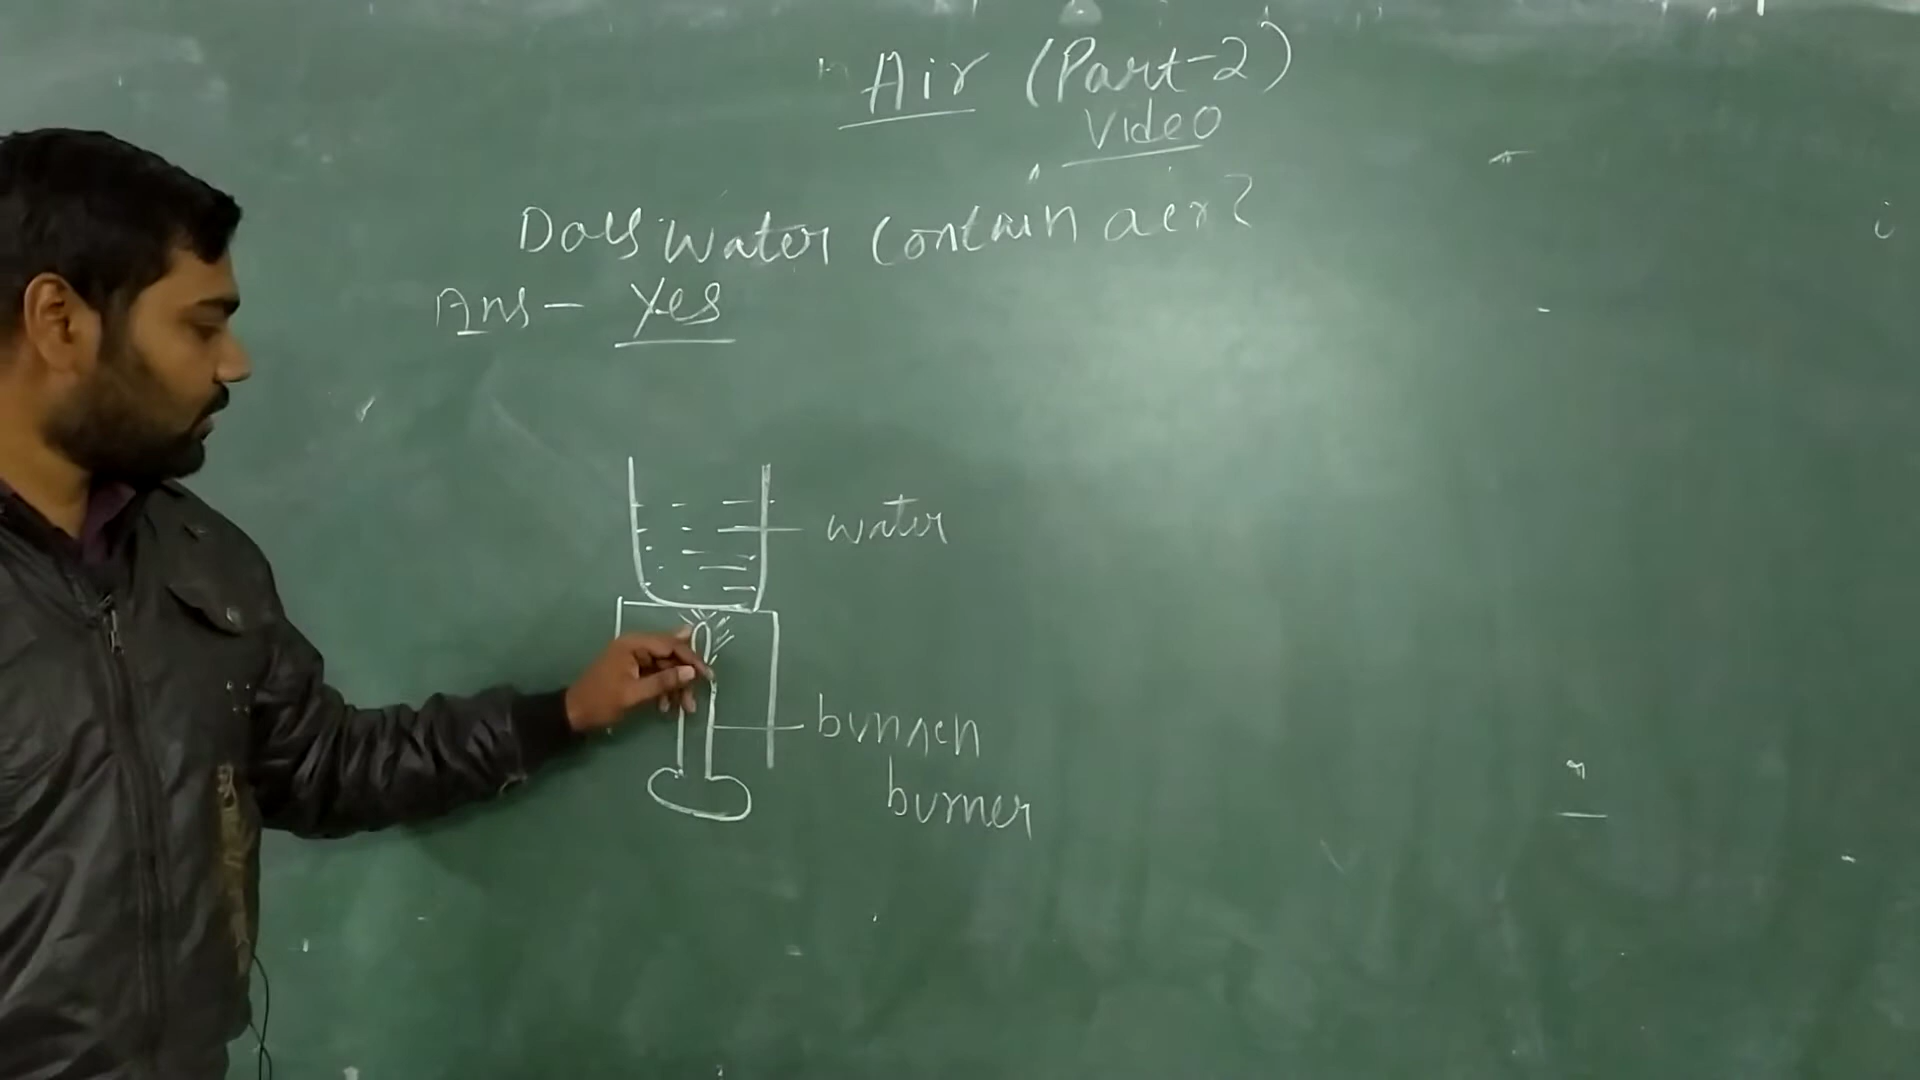 Air (Part-2)
Video
Does Water Contain air?
Ans - Yes
water
bunsen
burner